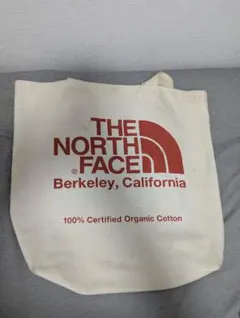 THE
NORTH
FACE®
Berkeley, California
100% Certified Organic Cotton